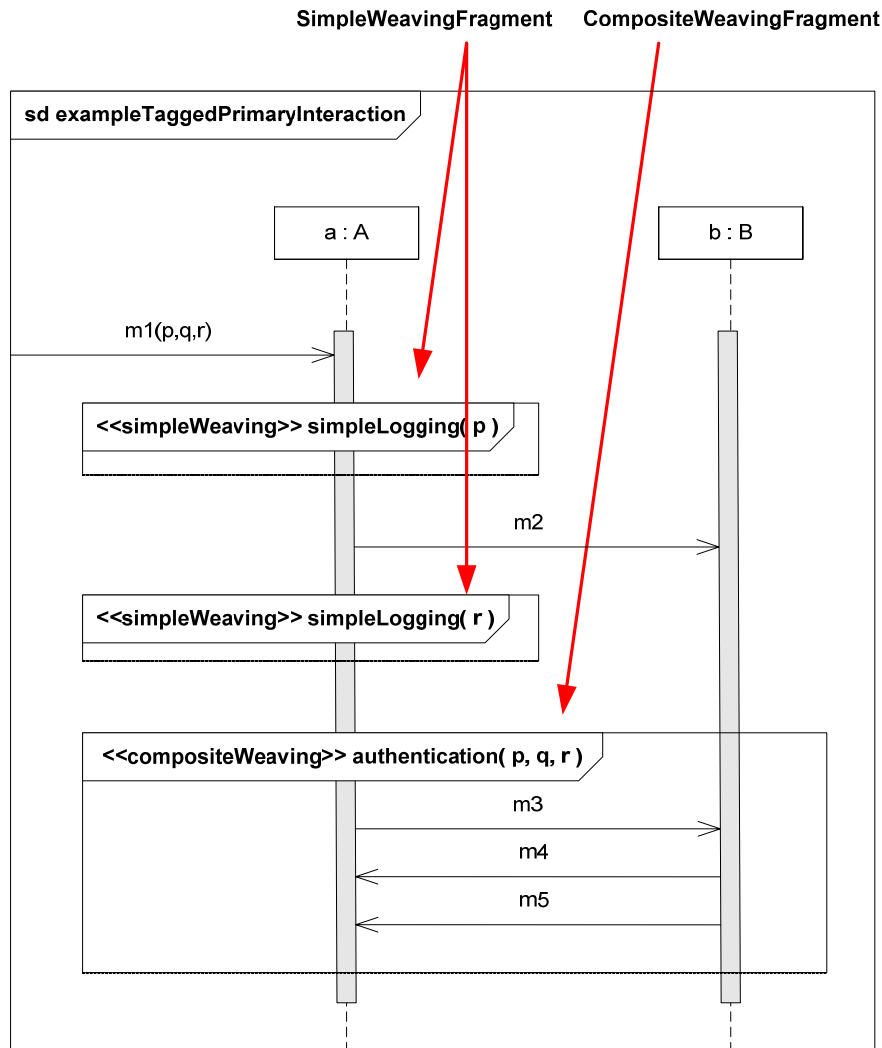 SimpleWeavingFragment CompositeWeavingFragment
sd exampleTaggedPrimaryInteraction
a : A b : B
m1(p,q,r)
<<simpleWeaving>> simpleLogging( p )
m2
<<simpleWeaving>> simpleLogging( r )
<<compositeWeaving>> authentication( p, q, r )
m3
m4
m5